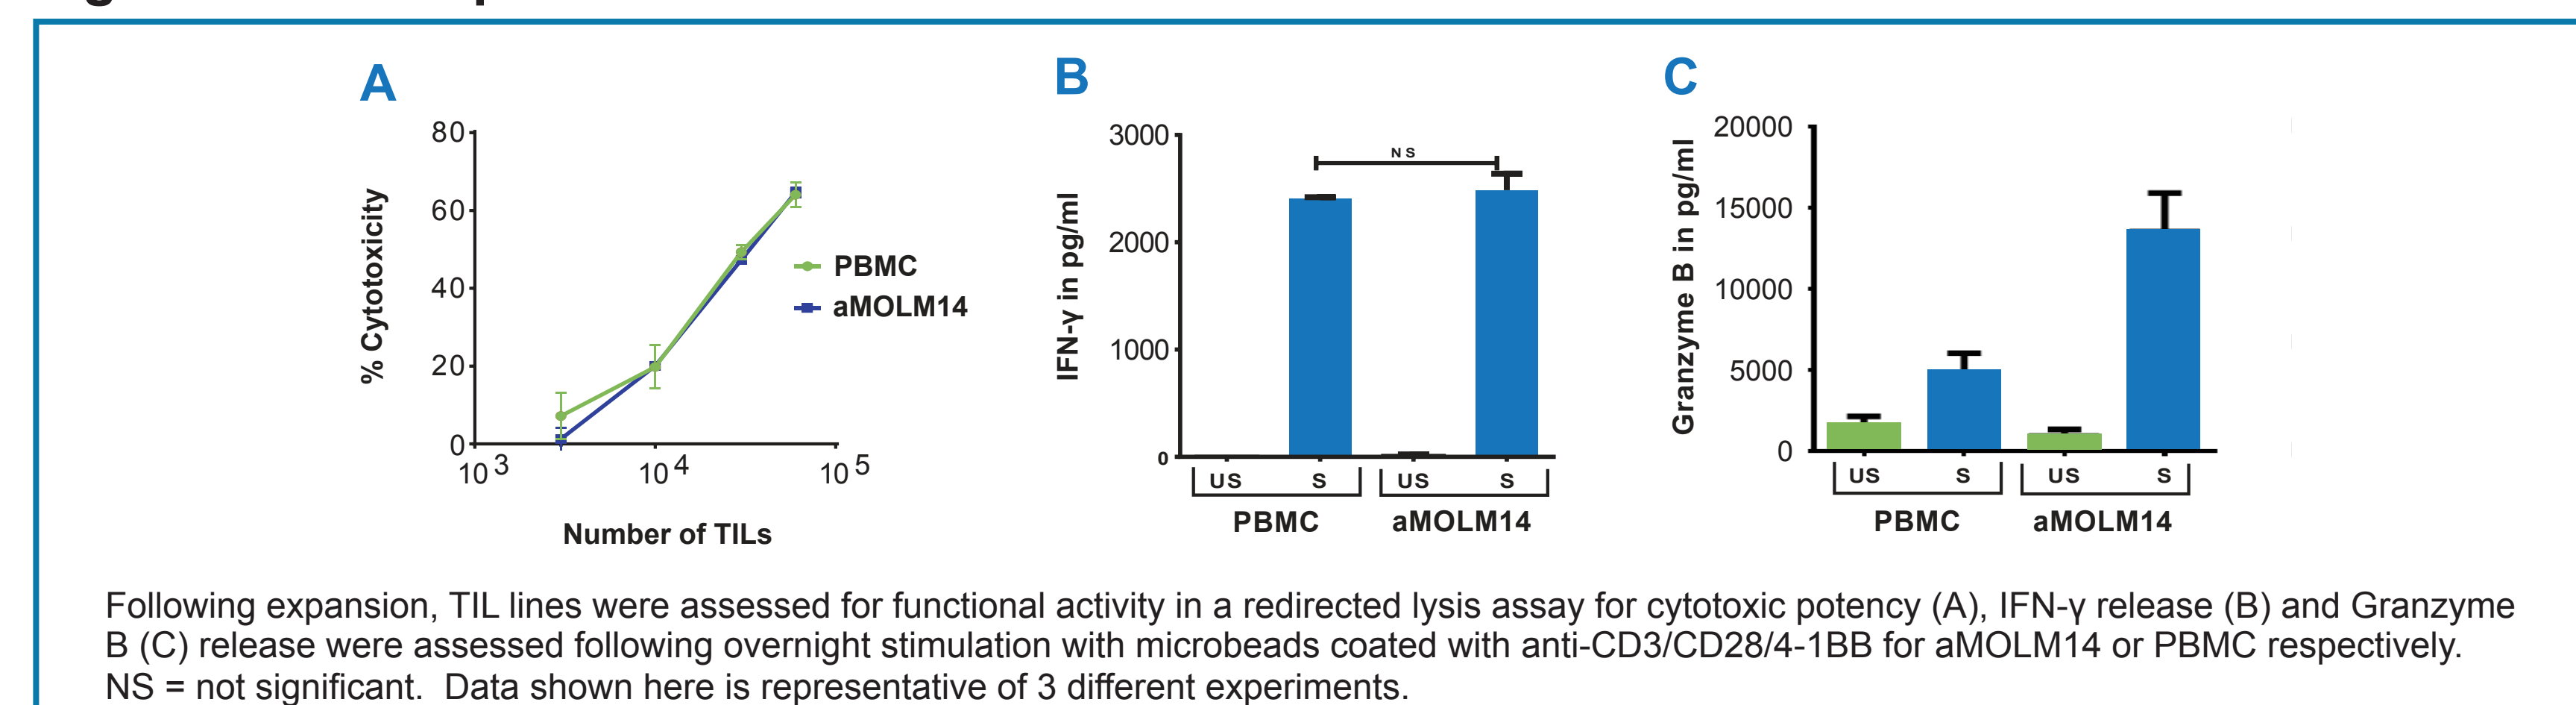 A
80
60
40
20
0
% Cytotoxicity
10 3
10 4
10 5
Number of TILs
PBMC
aMOLM14
B
3000
2000
1000
0
IFN-γ in pg/ml
NS
US S US S
PBMC aMOLM14
C
20000
15000
10000
5000
0
Granzyme B in pg/ml
US S US S
PBMC aMOLM14
Following expansion, TIL lines were assessed for functional activity in a redirected lysis assay for cytotoxic potency (A), IFN-γ release (B) and Granzyme
B (C) release were assessed following overnight stimulation with microbeads coated with anti-CD3/CD28/4-1BB for aMOLM14 or PBMC respectively.
NS = not significant. Data shown here is representative of 3 different experiments.